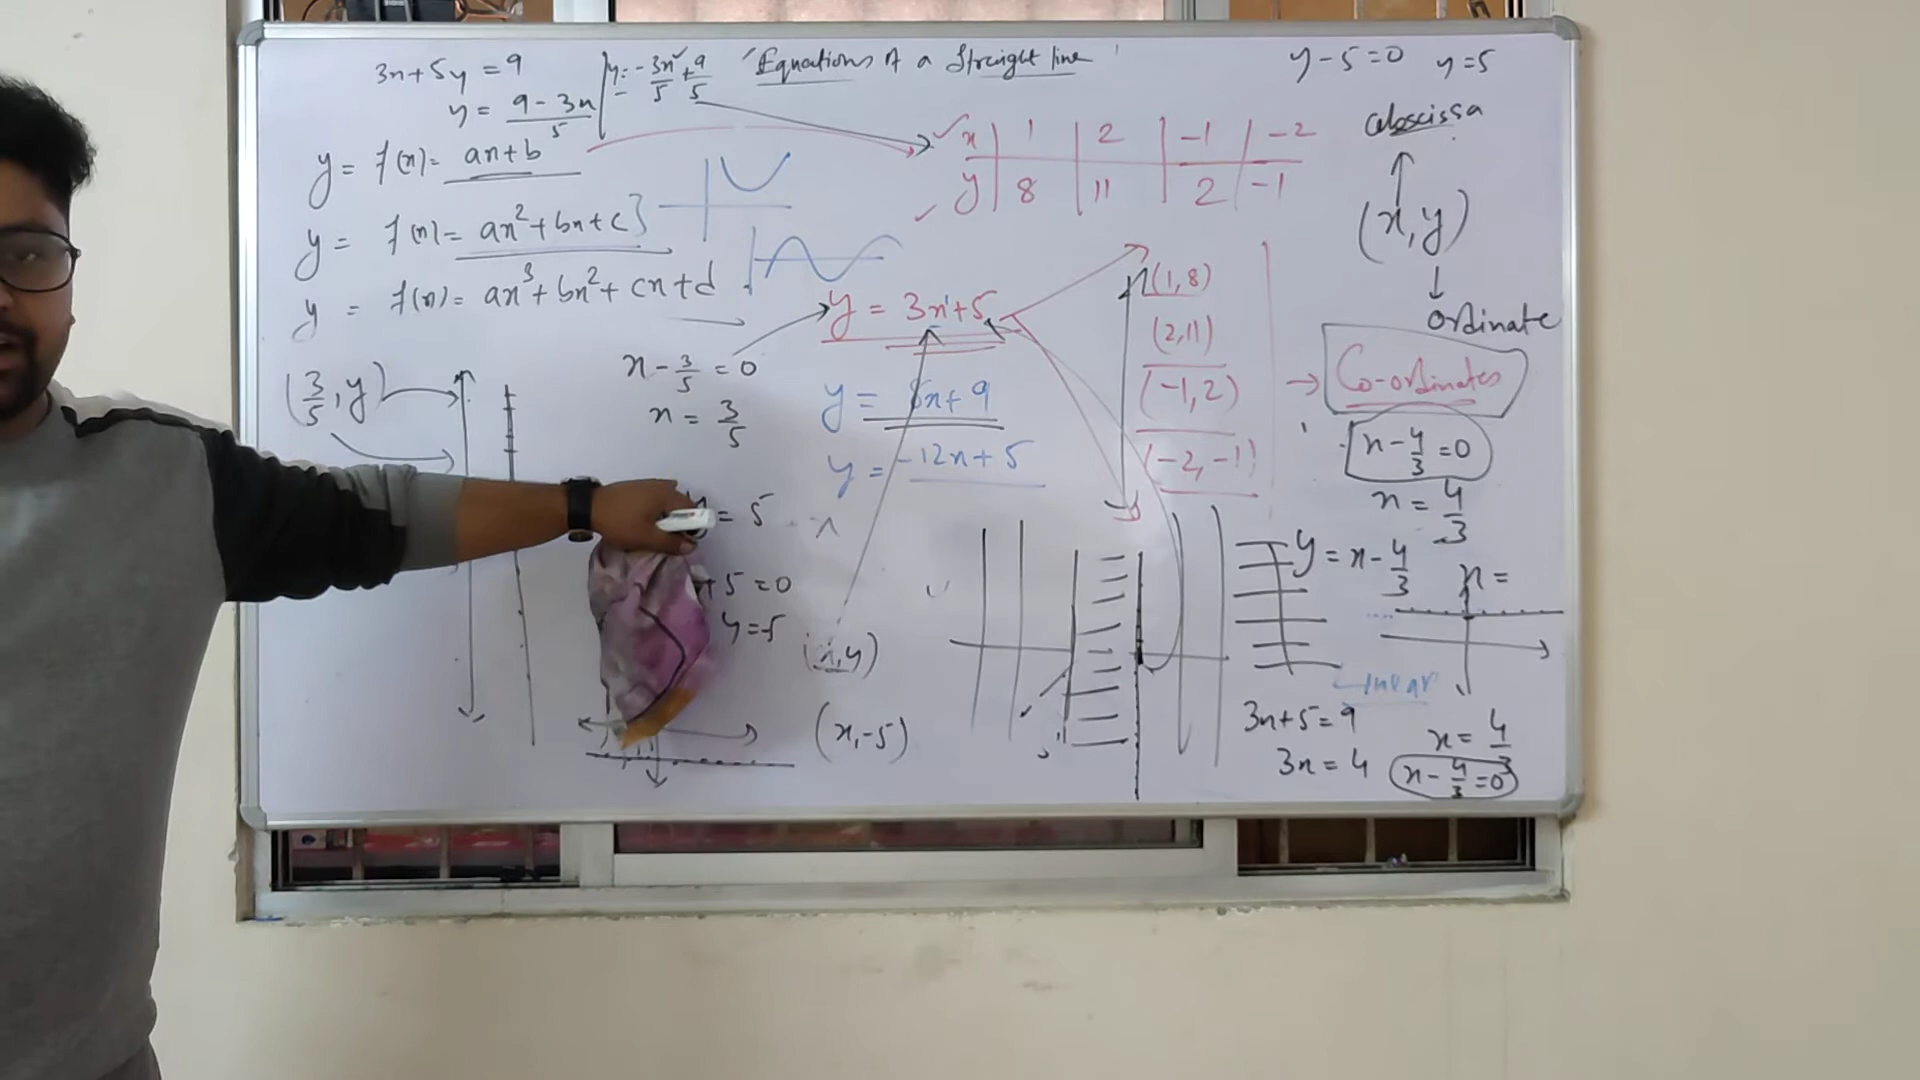 'Equations of a Straight line'
3x+5y = 9
y = 9-3x/5
y = -3x/5 + 9/5
y = f(x) = ax+b
y = f(x) = ax²+bx+c}
y = f(x) = ax³+bx²+cx+d
y-5=0 y=5
x | 1 | 2 | -1 | -2
y | 8 | 11 | 2 | -1
abscissa
(x,y)
ordinate
Co-ordinates
y = 3x+5
(1,8)
(2,11)
(-1,2)
(-2,-1)
x-3/5=0
x = 3/5
(3/5,y)
y = 6x+9
y = -12x+5
= 5
+5=0
y=-5
(x,y)
(x,-5)
x-4/3=0
x = 4/3
y = x-4/3
x =
Linear
3x+5=9
3x=4
x = 4/3
x-4/3=0